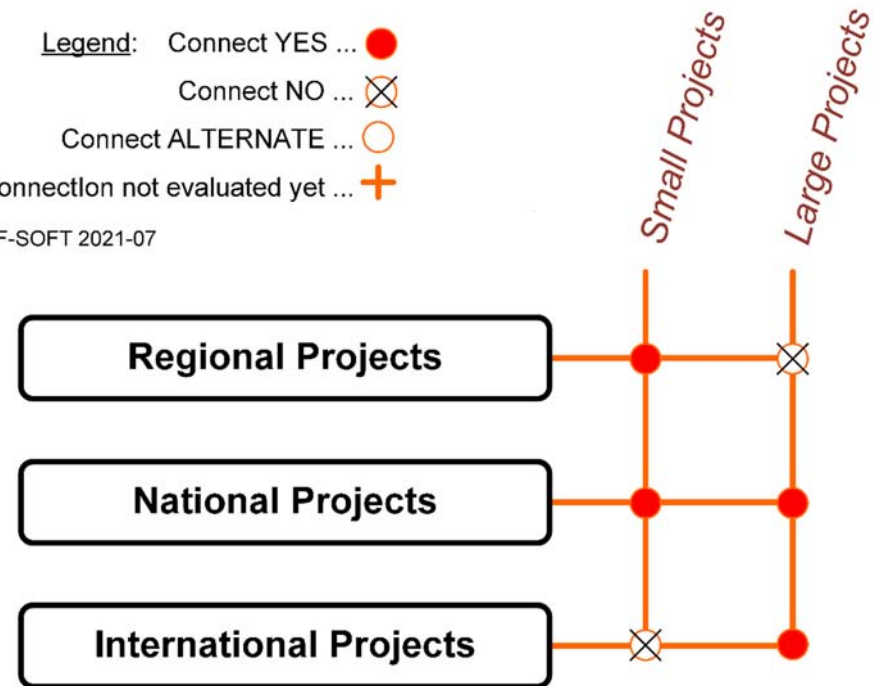 Legend: Connect YES ...
Connect NO ...
Connect ALTERNATE ...
onnection not evaluated yet ...
F-SOFT 2021-07
Small Projects
Large Projects
Regional Projects
National Projects
International Projects